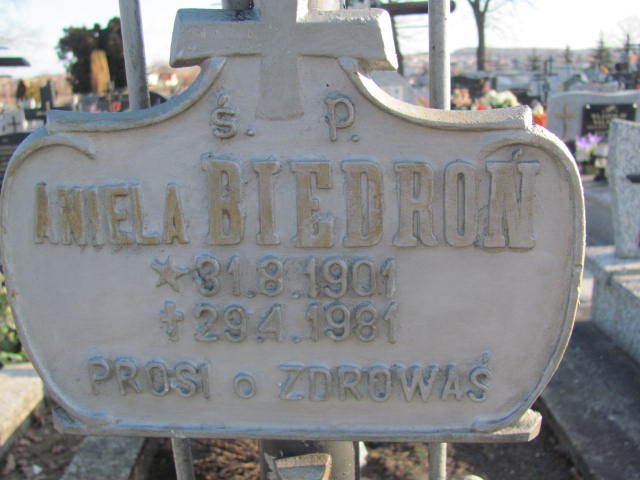 Ś. P.
ANIELA BIEDROŃ
★ 31.8.1901
✝ 29.4.1981
PROSI o ZDROWAŚ